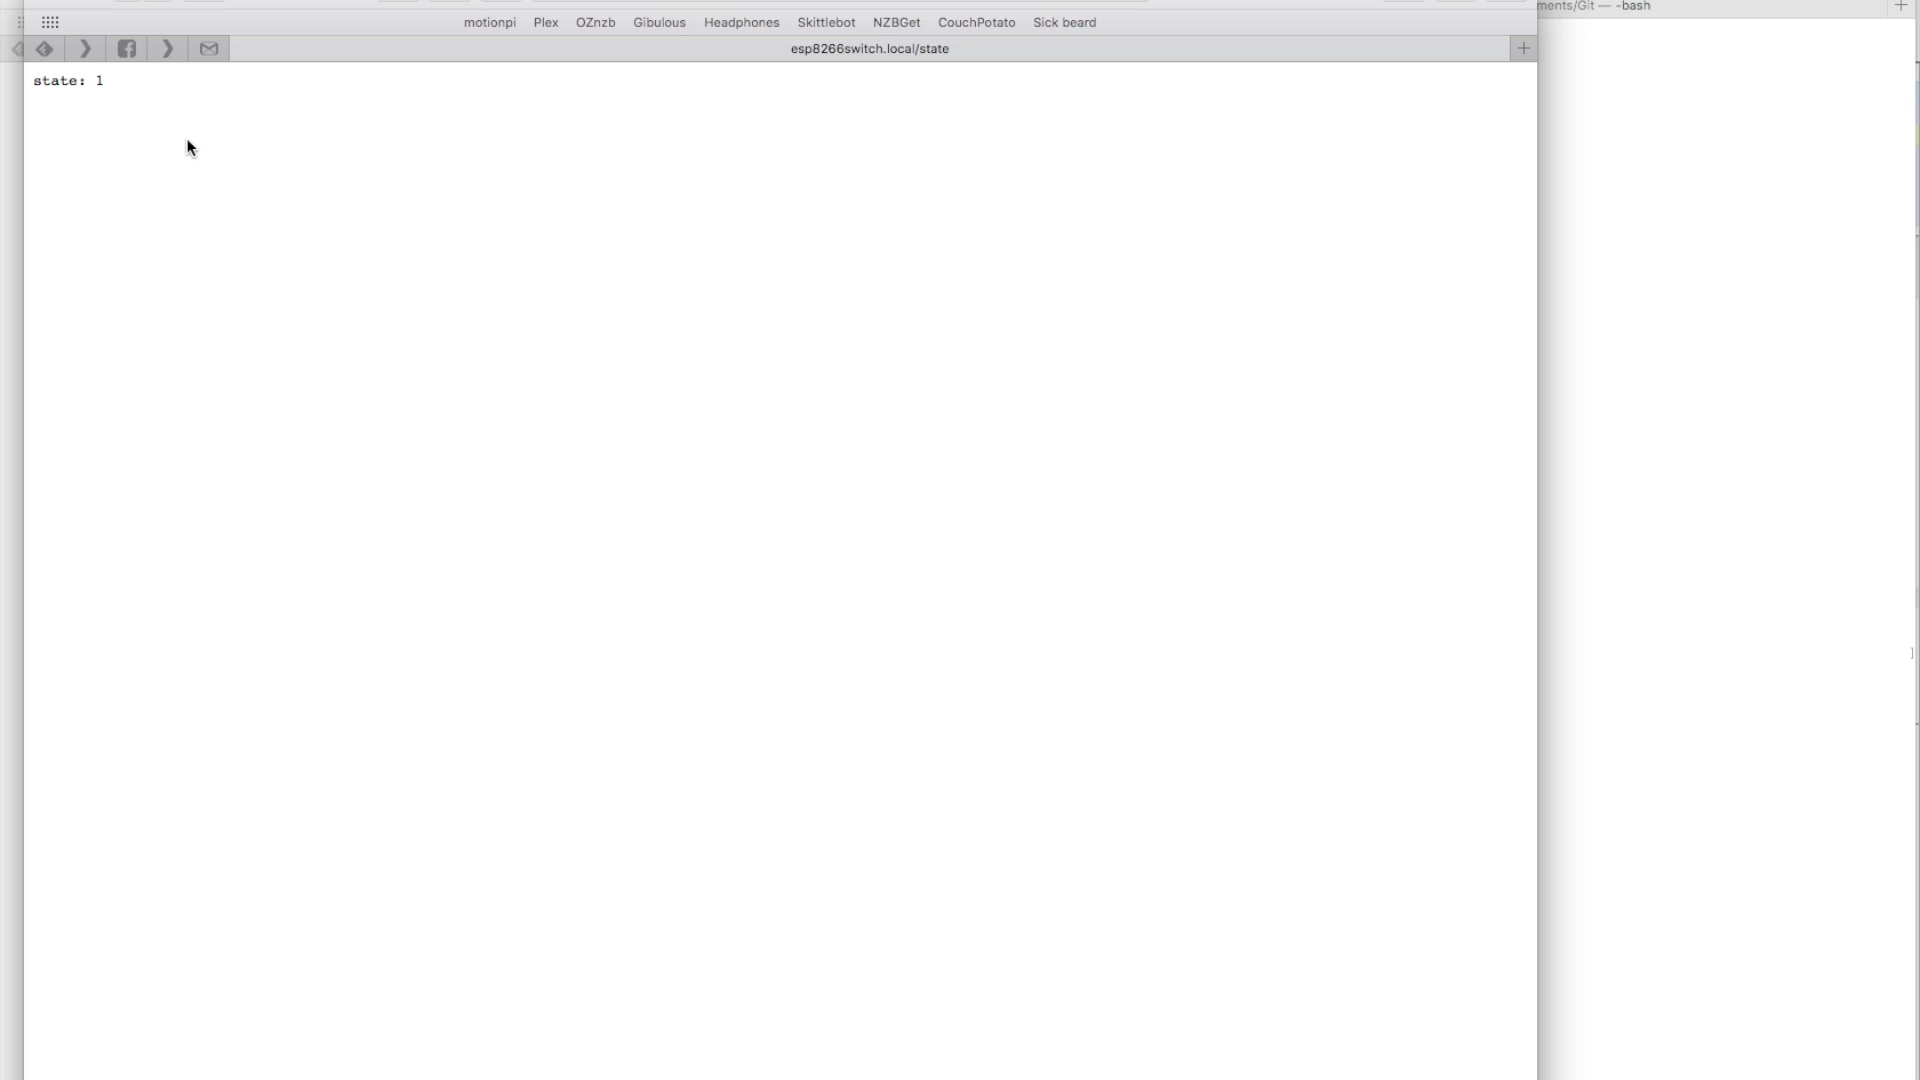 ments/Git — -bash
motionpi Plex OZnzb Gibulous Headphones Skittlebot NZBGet CouchPotato Sick beard
esp8266switch.local/state
state: 1
]